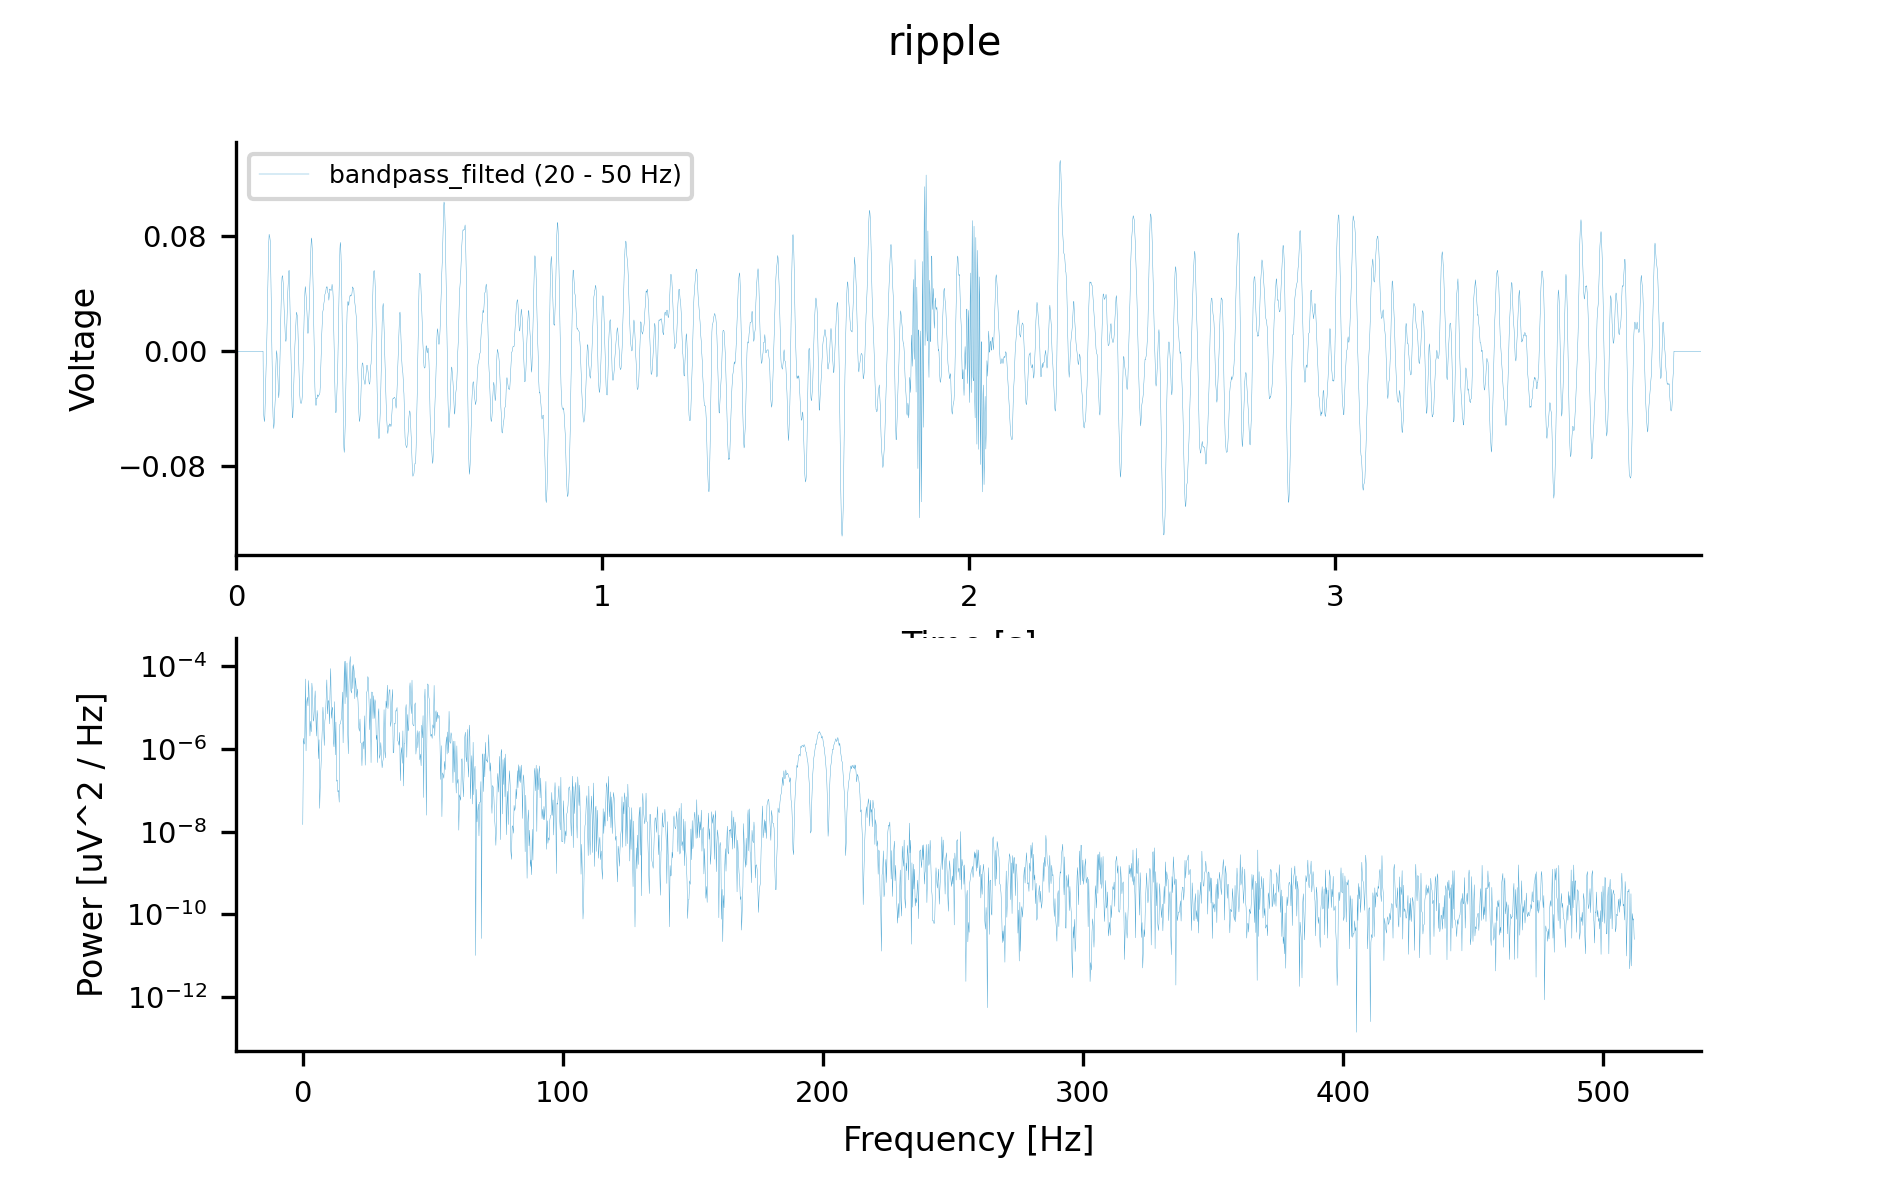 ripple
bandpass_filted (20 - 50 Hz)
Voltage
0.08
0.00
−0.08
0 1 2 3
Time [s]
Power [uV^2 / Hz]
10−4
10−6
10−8
10−10
10−12
0 100 200 300 400 500
Frequency [Hz]